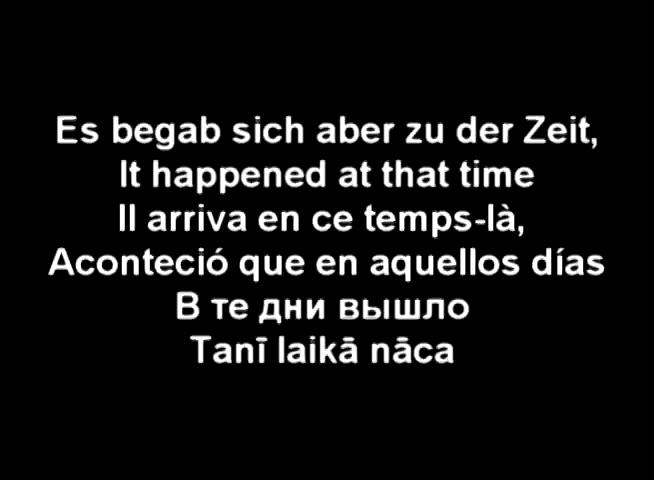 Es begab sich aber zu der Zeit,
It happened at that time
Il arriva en ce temps-là,
Aconteció que en aquellos días
В те дни вышло
Tanī laikā nāca